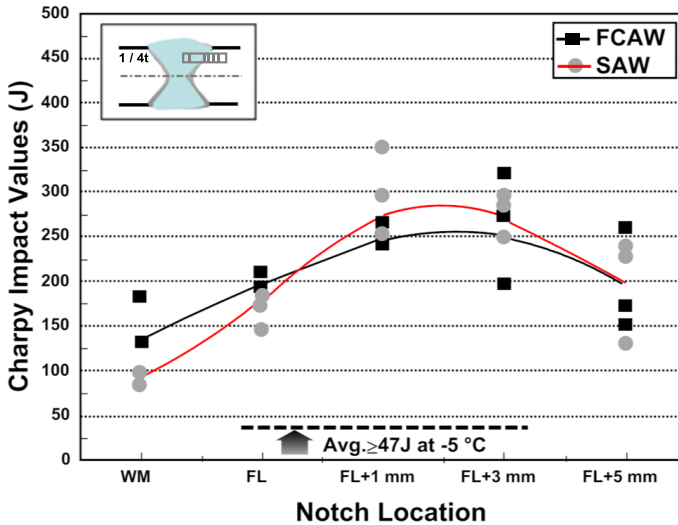 Charpy Impact Values (J)
500
450
400
350
300
250
200
150
100
50
0
1 / 4t
FCAW
SAW
Avg.≥47J at -5 °C
WM
FL
FL+1 mm
FL+3 mm
FL+5 mm
Notch Location